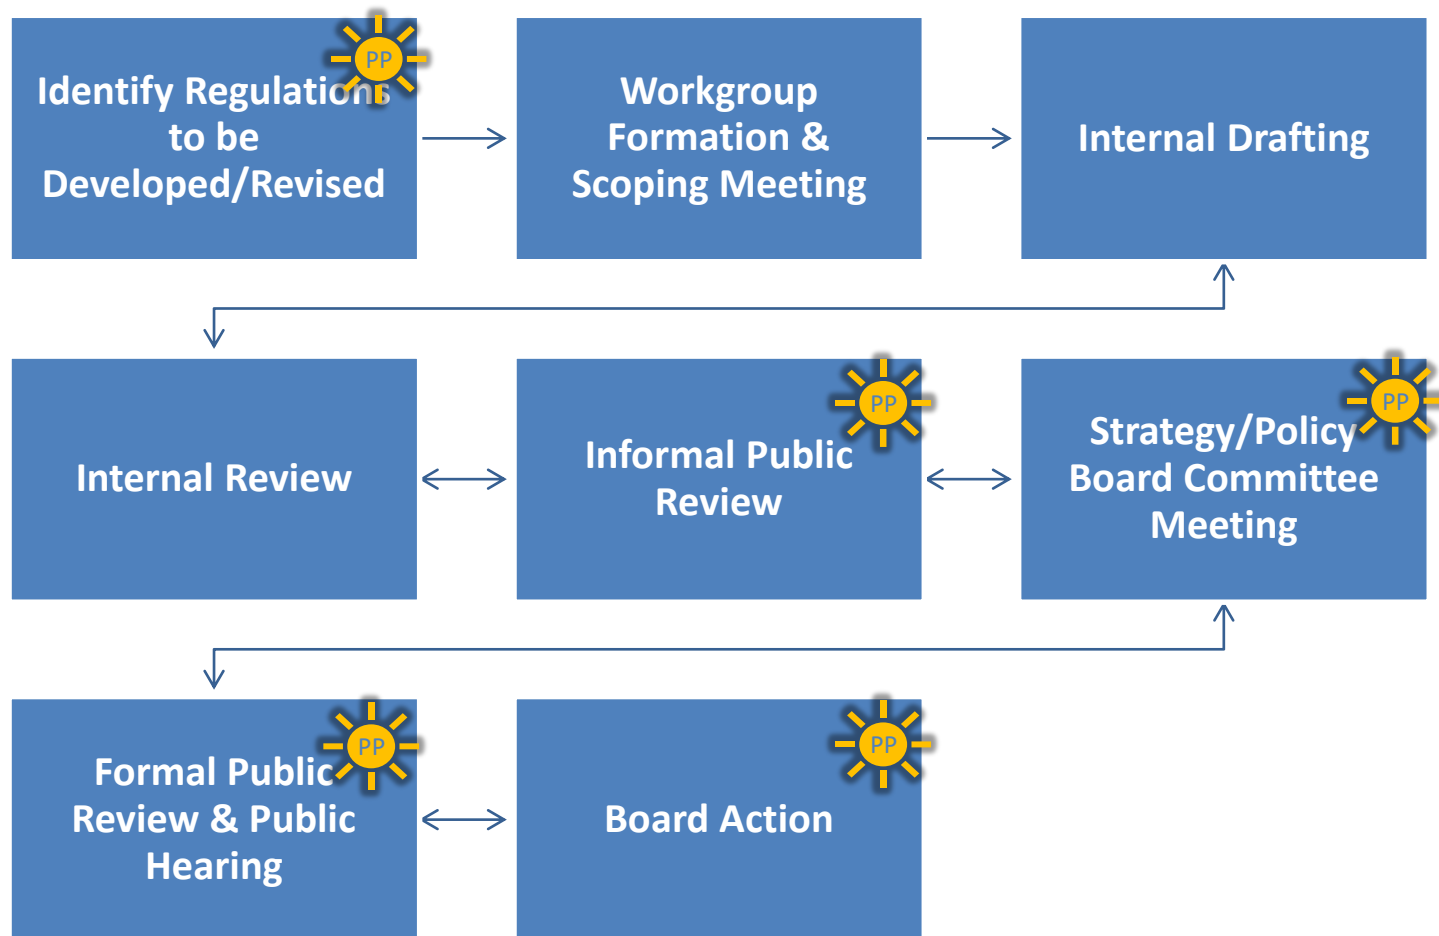 PP
Identify Regulations
to be
Developed/Revised
Workgroup
Formation &
Scoping Meeting
Internal Drafting
Internal Review
PP
Informal Public
Review
PP
Strategy/Policy
Board Committee
Meeting
PP
Formal Public
Review & Public
Hearing
PP
Board Action